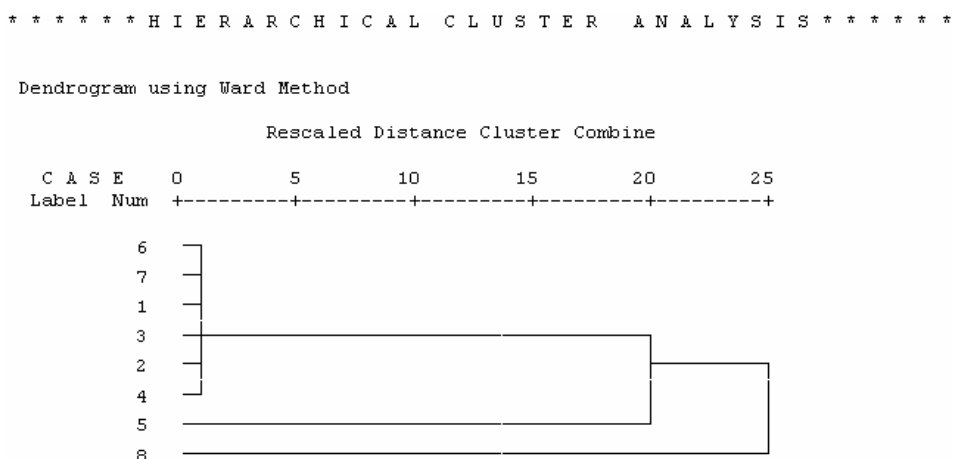 * * * * * * H I E R A R C H I C A L   C L U S T E R   A N A L Y S I S * * * * * *
Dendrogram using Ward Method
Rescaled Distance Cluster Combine
C A S E    0         5        10        15        20        25
Label  Num  +---------+---------+---------+---------+---------+
6
7
1
3
2
4
5
8